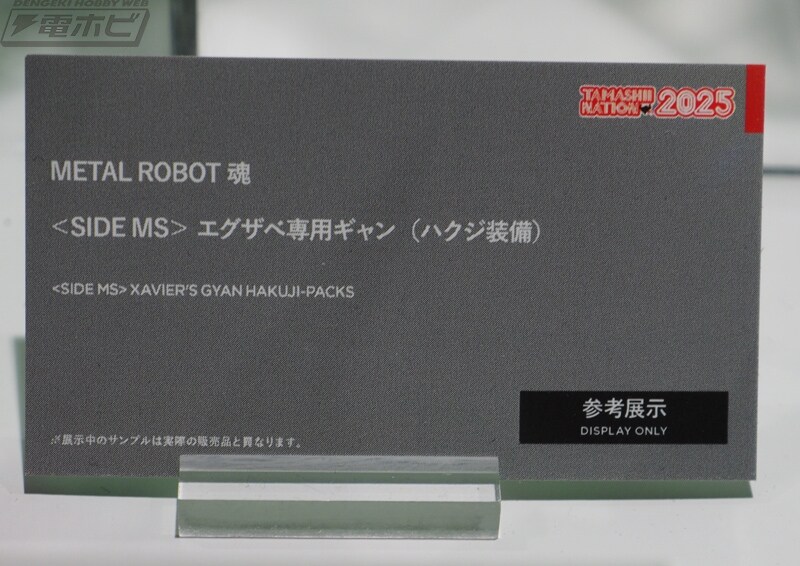 DENGEKI HOBBY WEB
電ホビ
TAMASHII
NATION 2025
METAL ROBOT 魂
＜SIDE MS＞ エグザベ専用ギャン（ハクジ装備）
<SIDE MS> XAVIER'S GYAN HAKUJI-PACKS
参考展示
DISPLAY ONLY
※展示中のサンプルは実際の販売品と異なります。